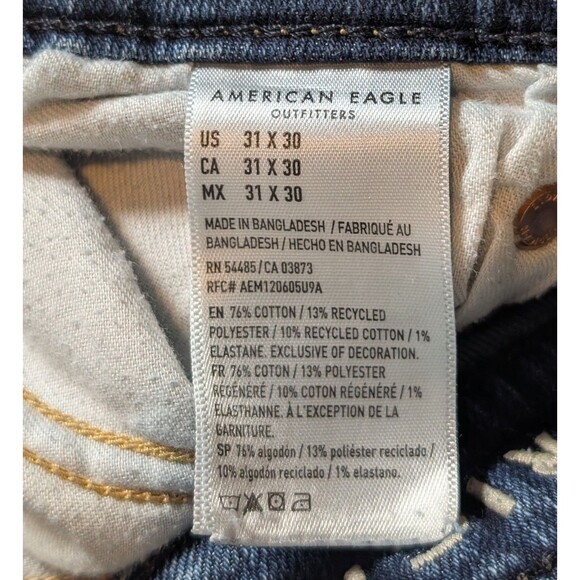 AMERICAN EAGLE
OUTFITTERS
US 31 X 30
CA 31 X 30
MX 31 X 30
MADE IN BANGLADESH / FABRIQUÉ AU
BANGLADESH / HECHO EN BANGLADESH
RN 54485/CA 03873
RFC# AEM120605U9A
EN 76% COTTON / 13% RECYCLED
POLYESTER / 10% RECYCLED COTTON / 1%
ELASTANE. EXCLUSIVE OF DECORATION.
FR 76% COTON / 13% POLYESTER
RÉGÉNÉRÉ / 10% COTON RÉGÉNÉRÉ / 1%
ÉLASTHANNE. À L'EXCEPTION DE LA
GARNITURE.
SP 76% algodón / 13% poliéster reciclado /
10% algodón reciclado / 1% elastano.